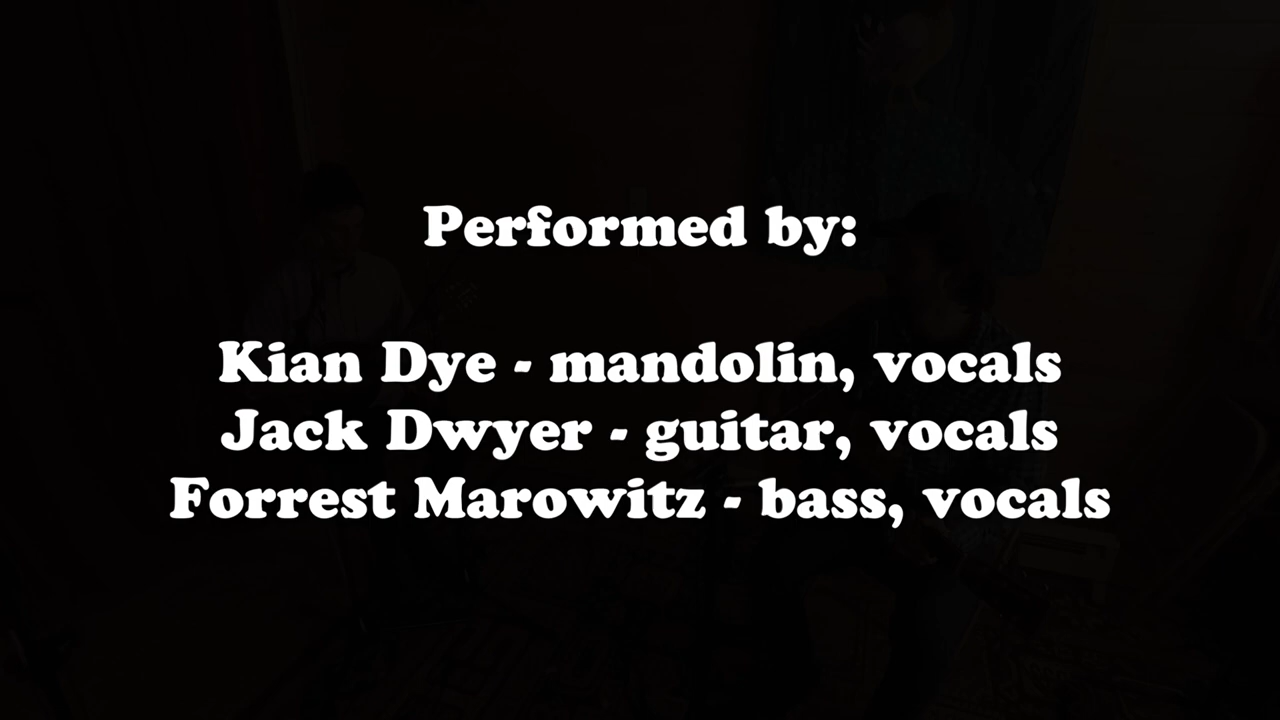 Performed by:
Kian Dye - mandolin, vocals
Jack Dwyer - guitar, vocals
Forrest Marowitz - bass, vocals